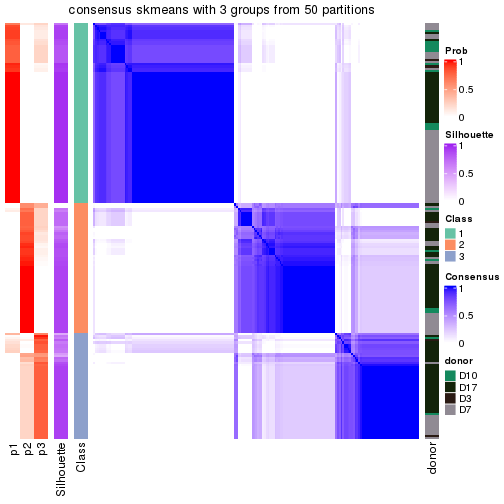 consensus skmeans with 3 groups from 50 partitions
Prob
1
0.5
0
Silhouette
1
0.5
0
Class
1
2
3
Consensus
1
0.5
0
donor
D10
D17
D3
D7
p1
p2
p3
Silhouette
Class
donor